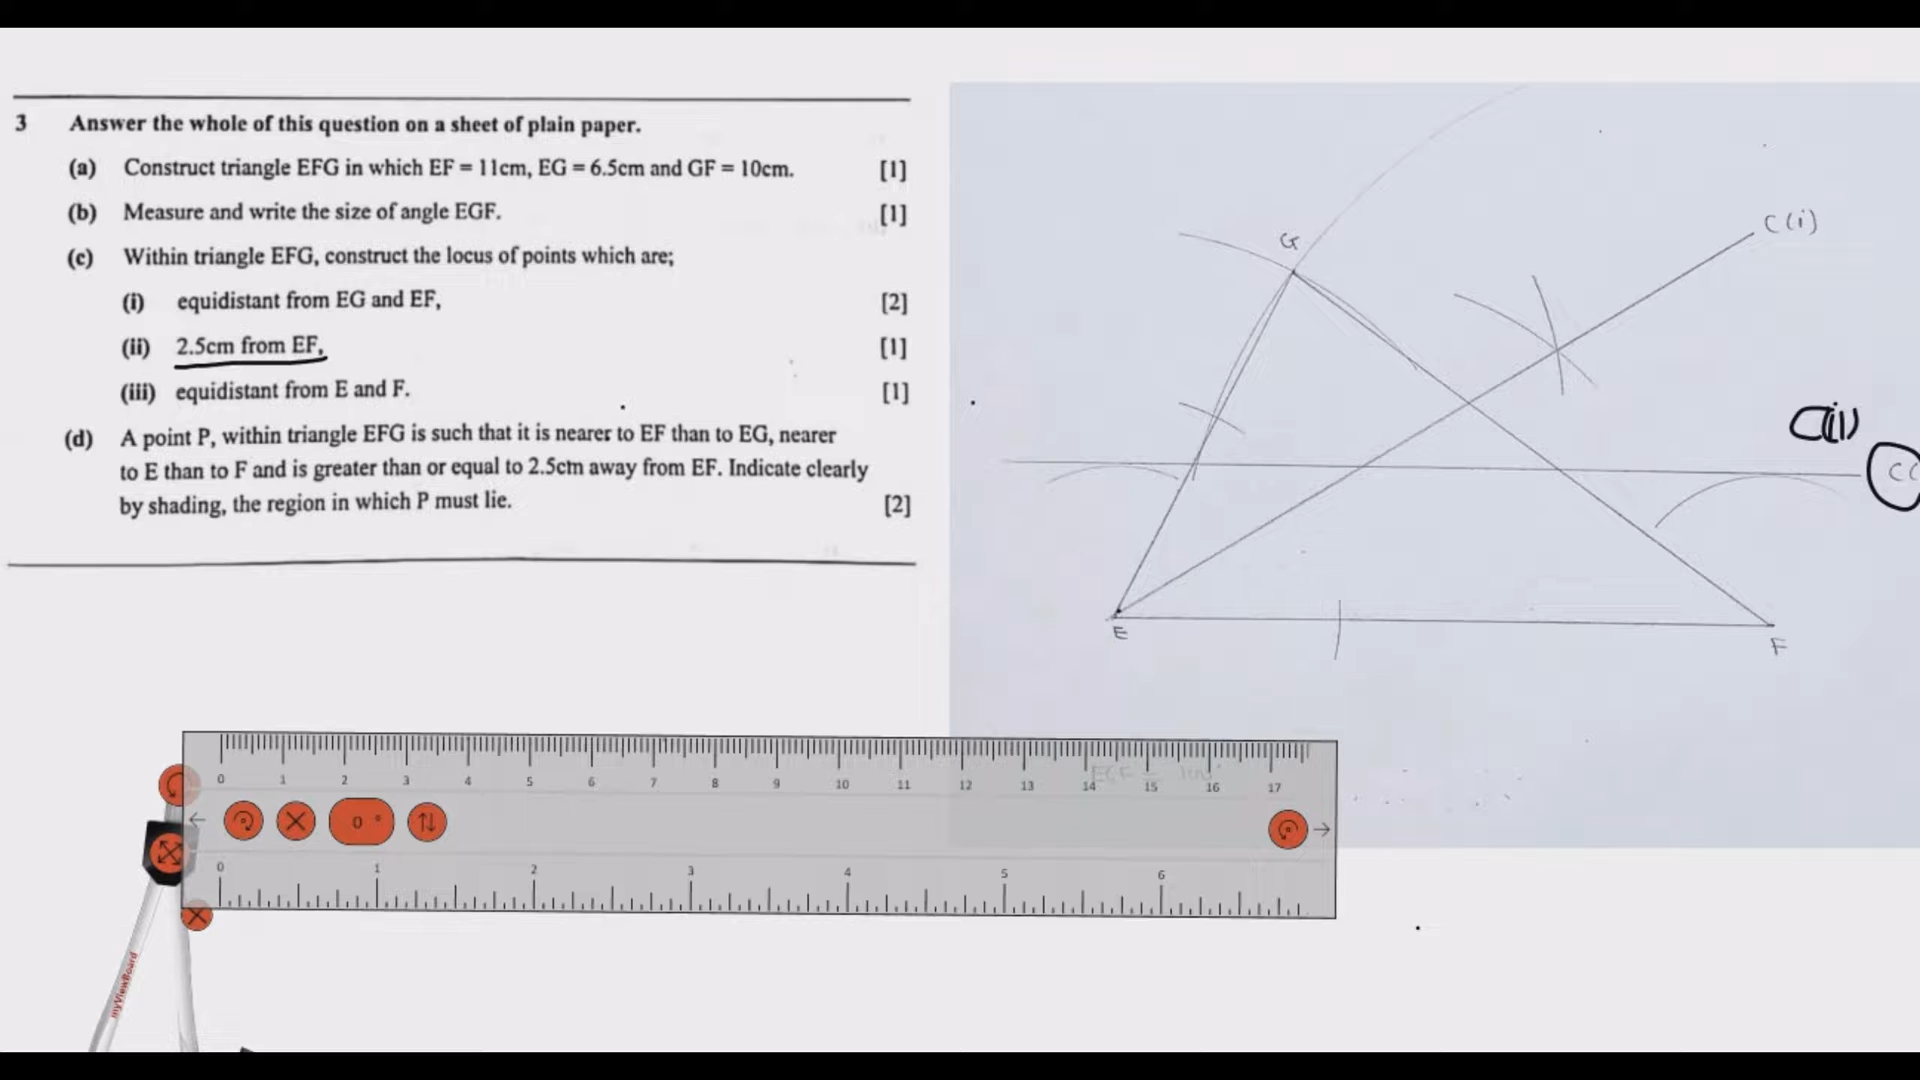 3 Answer the whole of this question on a sheet of plain paper.
(a) Construct triangle EFG in which EF = 11cm, EG = 6.5cm and GF = 10cm. [1]
(b) Measure and write the size of angle EGF. [1]
(c) Within triangle EFG, construct the locus of points which are;
(i) equidistant from EG and EF, [2]
(ii) 2.5cm from EF, [1]
(iii) equidistant from E and F. [1]
(d) A point P, within triangle EFG is such that it is nearer to EF than to EG, nearer
to E than to F and is greater than or equal to 2.5cm away from EF. Indicate clearly
by shading, the region in which P must lie. [2]
C(i)
G
C(ii)
E
F
0 1 2 3 4 5 6 7 8 9 10 11 12 13 14 15 16 17
0 °
0 1 2 3 4 5 6
myViewBoard